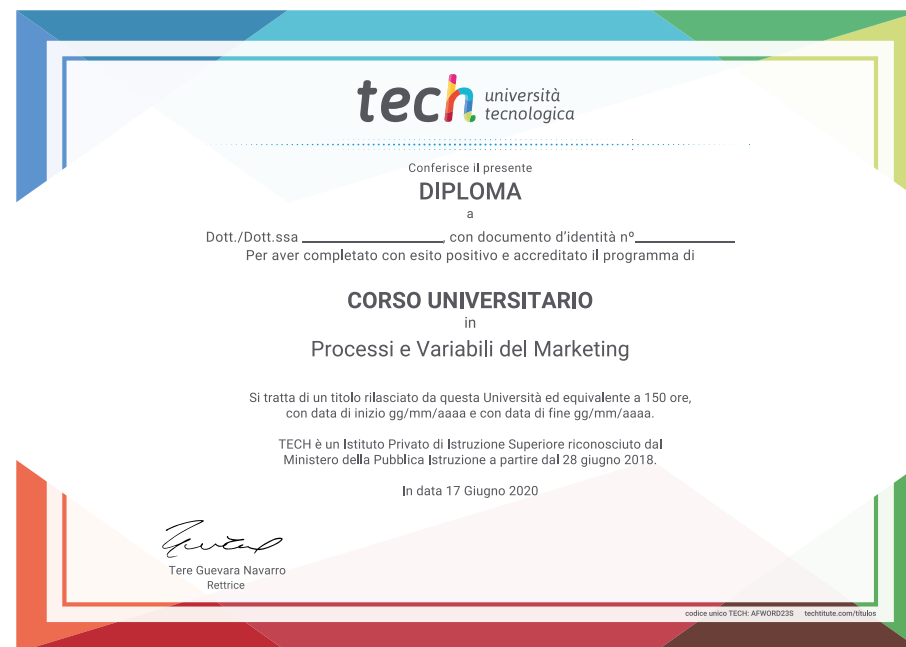 tech università
tecnologica
Conferisce il presente
DIPLOMA
a
Dott./Dott.ssa ________________, con documento d'identità nº____________
Per aver completato con esito positivo e accreditato il programma di
CORSO UNIVERSITARIO
in
Processi e Variabili del Marketing
Si tratta di un titolo rilasciato da questa Università ed equivalente a 150 ore,
con data di inizio gg/mm/aaaa e con data di fine gg/mm/aaaa.
TECH è un Istituto Privato di Istruzione Superiore riconosciuto dal
Ministero della Pubblica Istruzione a partire dal 28 giugno 2018.
In data 17 Giugno 2020
Tere Guevara Navarro
Rettrice
codice unico TECH: AFWORD23S techtitute.com/titulos